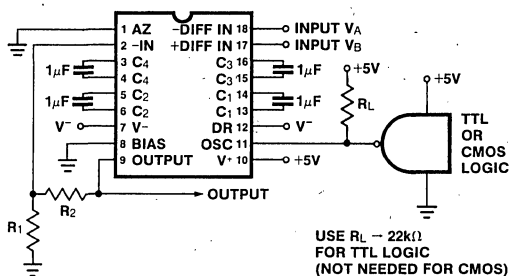 1 AZ −DIFF IN 18 INPUT VA
2 −IN +DIFF IN 17 INPUT VB
3 C4 C3 16
1μF 1μF
4 C4 C3 15
+5V
+5V
5 C2 C1 14
1μF 1μF
6 C2 C1 13
RL
7 V− DR 12
V− V−
8 BIAS OSC 11
9 OUTPUT V+ 10 +5V
TTL
OR
CMOS
LOGIC
OUTPUT
R2
R1
USE RL → 22kΩ
FOR TTL LOGIC
(NOT NEEDED FOR CMOS)